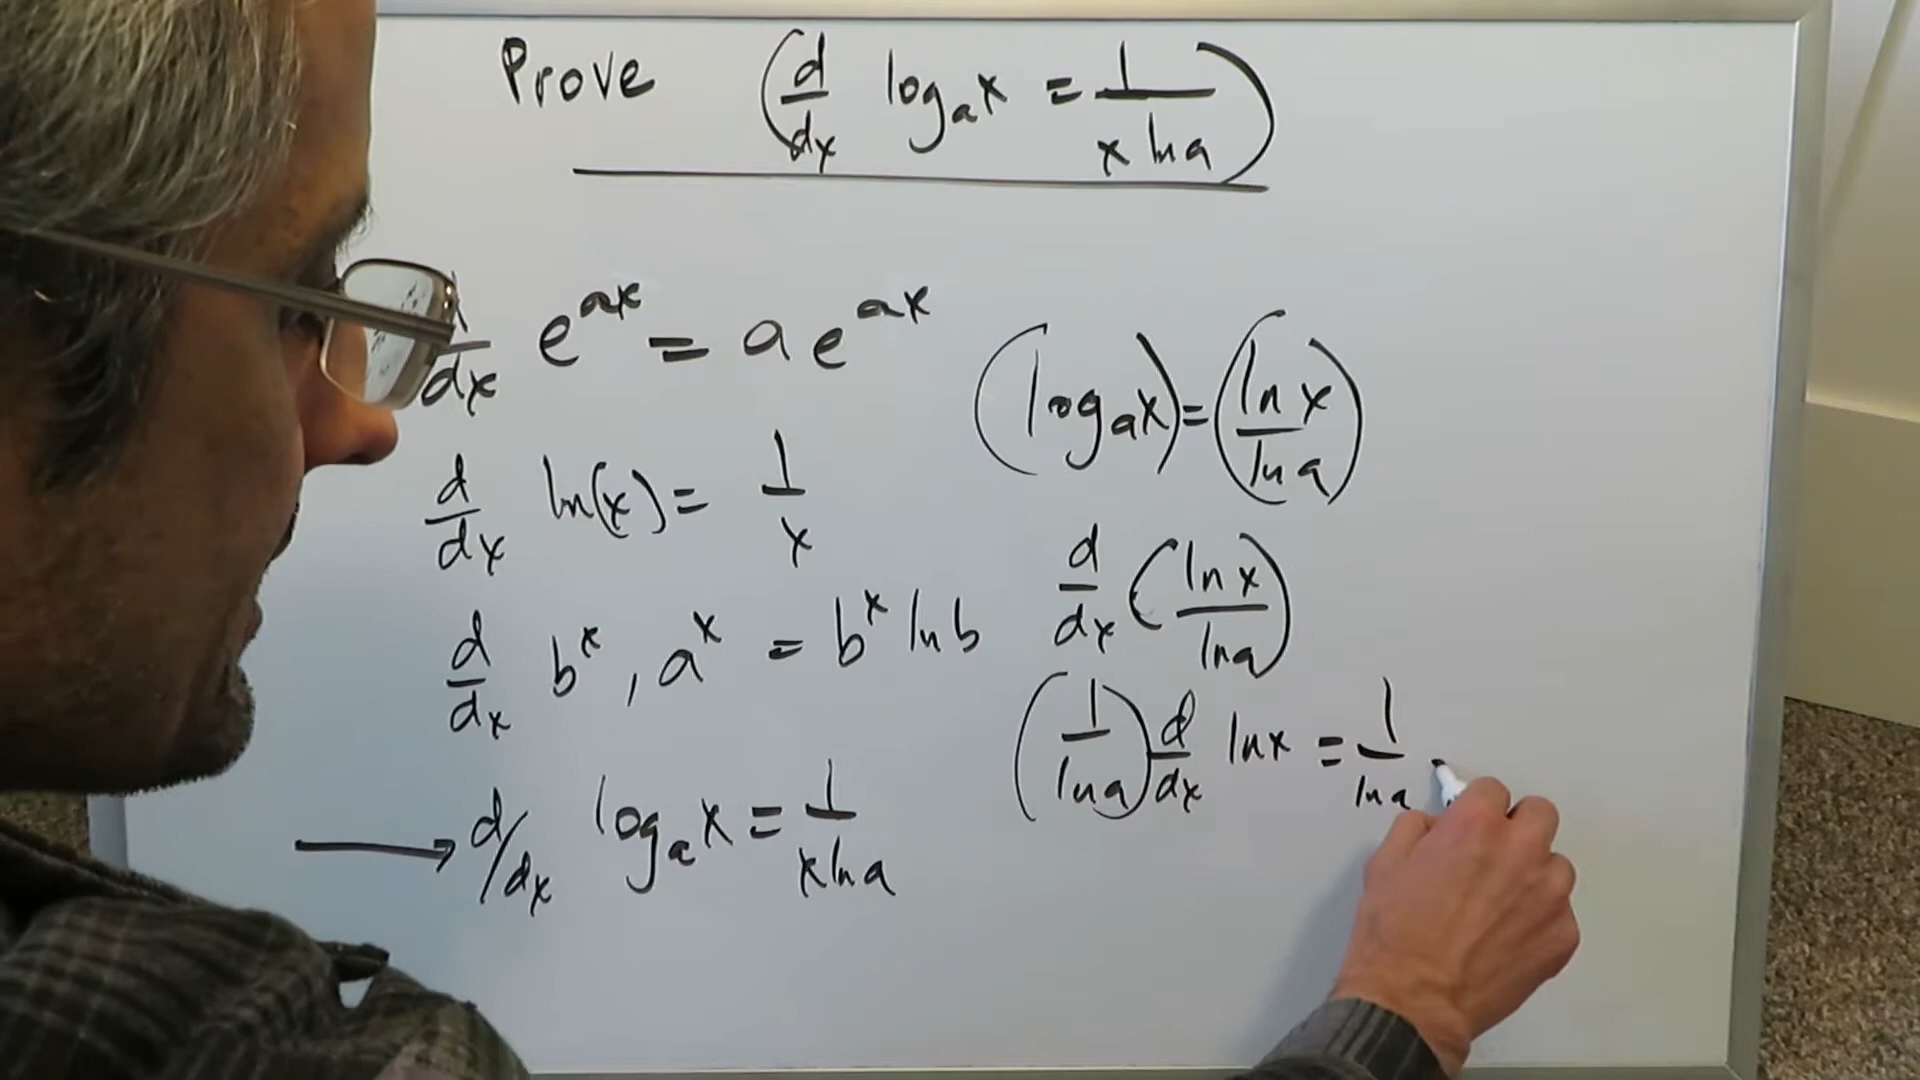 Prove (d/dx log_a x = 1/(x ln a))
d/dx e^{ax} = a e^{ax}
d/dx ln(x) = 1/x
d/dx b^x , a^x = b^x ln b
→ d/dx log_a x = 1/(x ln a)
(log_a x) = (ln x/ln a)
d/dx (ln x/ln a)
(1/ln a) d/dx ln x = 1/ln a ·